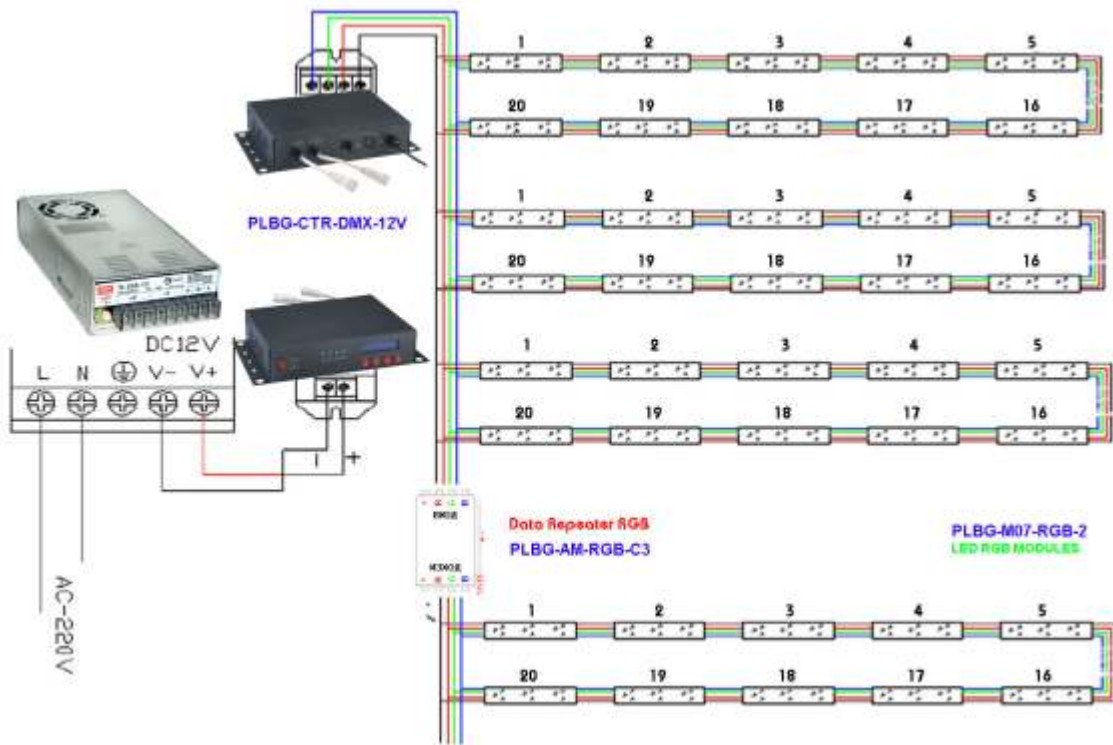 1 2 3 4 5
20 19 18 17 16
PLBG-CTR-DMX-12V
1 2 3 4 5
20 19 18 17 16
DC12V
L N V- V+
1 2 3 4 5
20 19 18 17 16
- +
Data Repeater RGB
PLBG-AM-RGB-C3
PLBG-M07-RGB-2
LED RGB MODULES
AC-220V
1 2 3 4 5
20 19 18 17 16